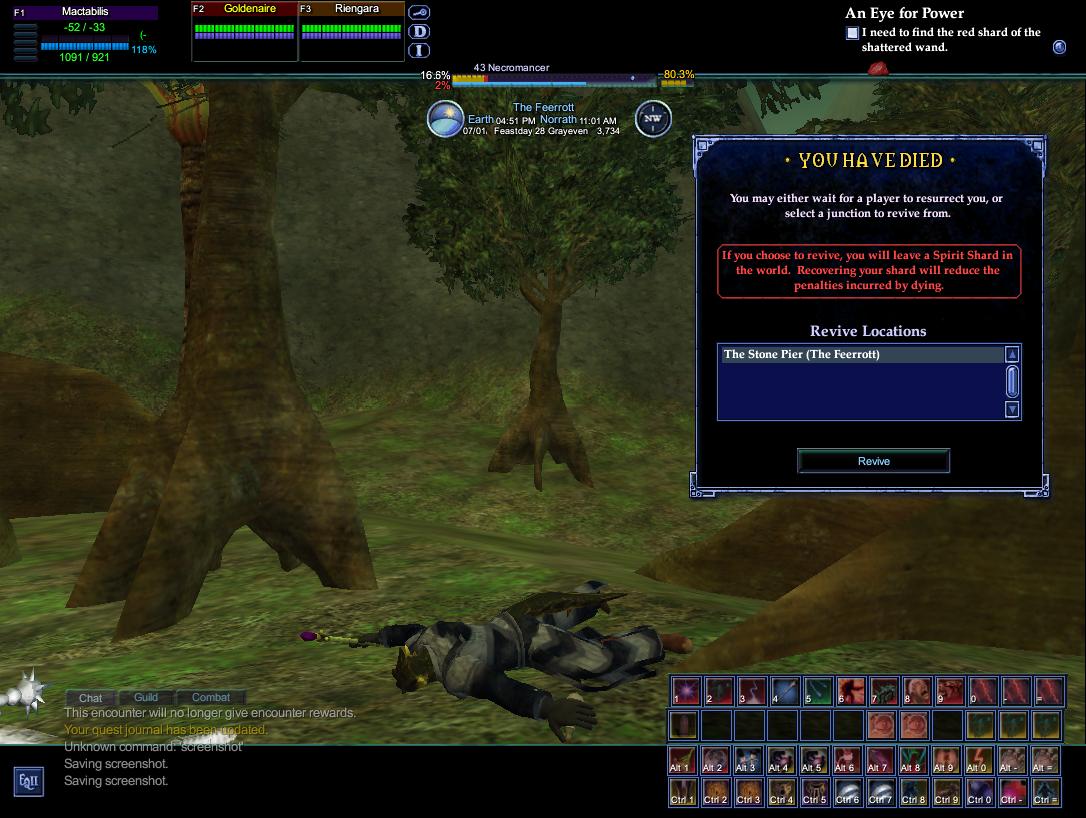 F1 Mactabilis
-52 / -33
(-
118%
1091 / 921
F2 Goldenaire
F3 Riengara
D
I
An Eye for Power
I need to find the red shard of the
shattered wand.
43 Necromancer
16.6%
2%
80.3%
The Feerrott
Earth 04:51 PM Norrath 11:01 AM
07/01, Feastday 28 Grayeven 3,734
NW
· YOU HAVE DIED ·
You may either wait for a player to resurrect you, or
select a junction to revive from.
If you choose to revive, you will leave a Spirit Shard in
the world. Recovering your shard will reduce the
penalties incurred by dying.
Revive Locations
The Stone Pier (The Feerrott)
Revive
Chat Guild Combat
This encounter will no longer give encounter rewards.
Your quest journal has been updated.
Unknown command: 'screenshot'
Saving screenshot.
Saving screenshot.
EQII
1 2 3 4 5 6 7 8 9 0 - =
Alt 1 Alt 2 Alt 3 Alt 4 Alt 5 Alt 6 Alt 7 Alt 8 Alt 9 Alt 0 Alt - Alt =
Ctrl 1 Ctrl 2 Ctrl 3 Ctrl 4 Ctrl 5 Ctrl 6 Ctrl 7 Ctrl 8 Ctrl 9 Ctrl 0 Ctrl - Ctrl =